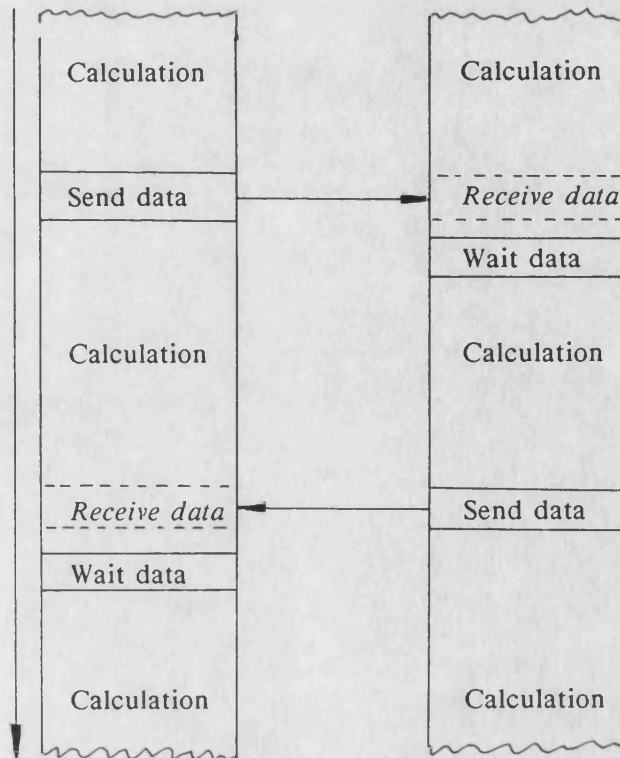 Calculation
Send data
Calculation
Receive data
Wait data
Calculation
Calculation
Receive data
Wait data
Calculation
Send data
Calculation